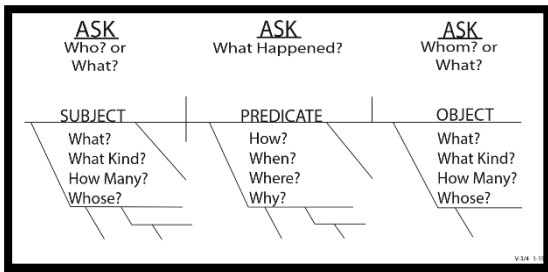 ASK
Who? or
What?
ASK
What Happened?
ASK
Whom? or
What?
SUBJECT
What?
What Kind?
How Many?
Whose?
PREDICATE
How?
When?
Where?
Why?
OBJECT
What?
What Kind?
How Many?
Whose?